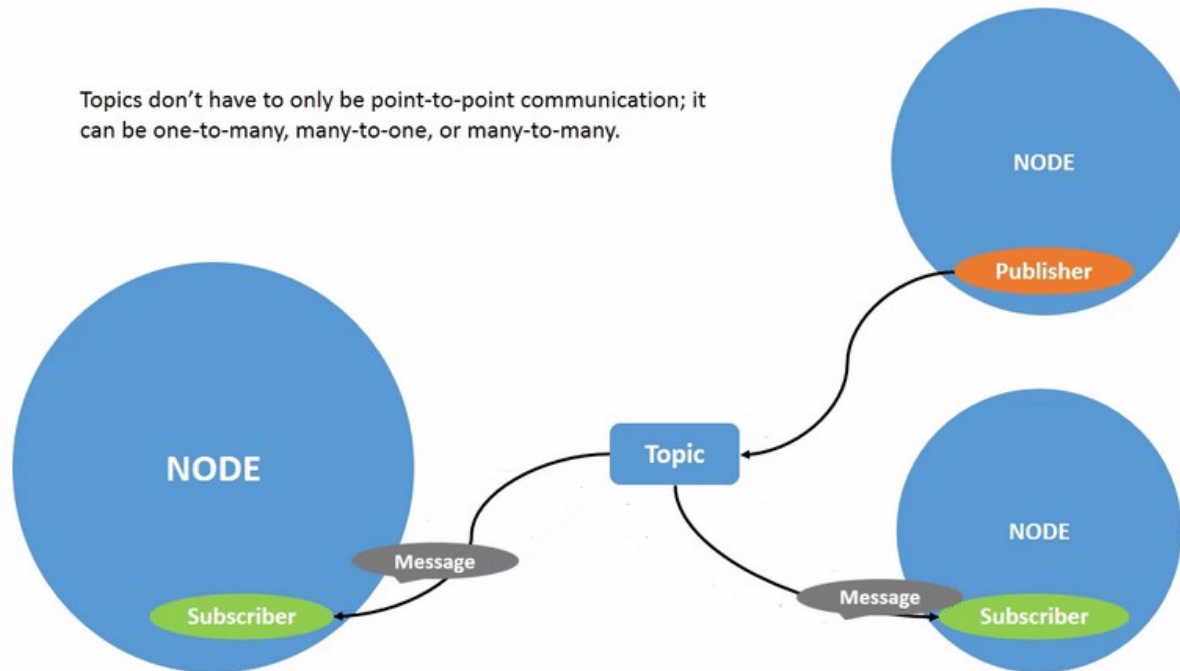 Topics don’t have to only be point-to-point communication; it
can be one-to-many, many-to-one, or many-to-many.
NODE
Publisher
Topic
NODE
Message
Subscriber
NODE
Message
Subscriber